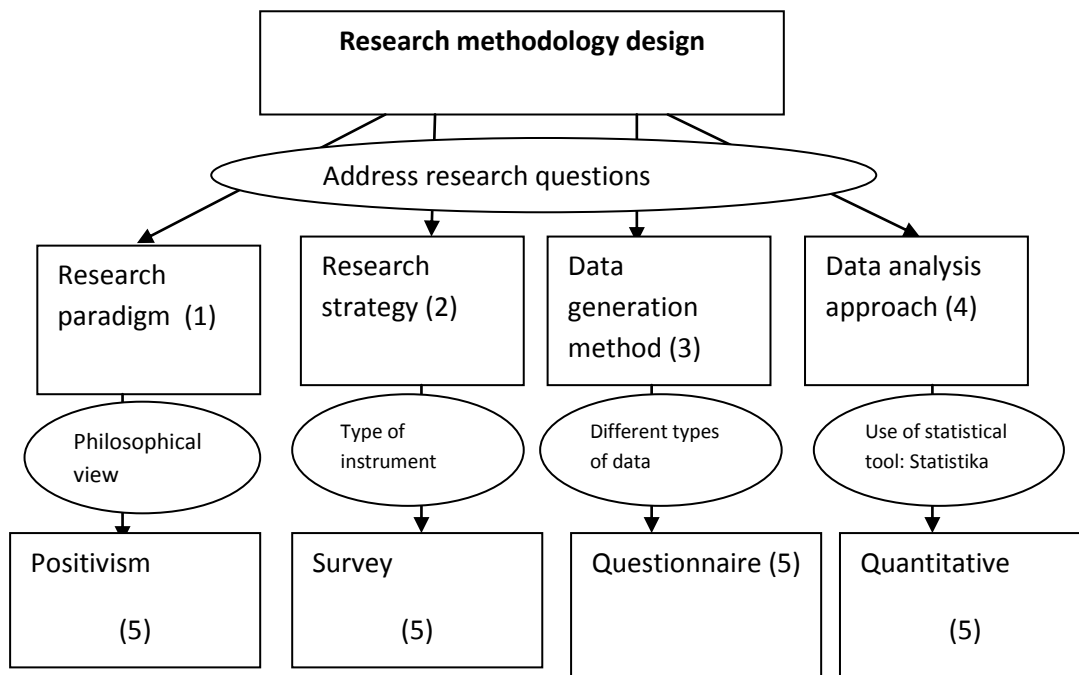 Research methodology design
Address research questions
Research
paradigm (1)
Research
strategy (2)
Data
generation
method (3)
Data analysis
approach (4)
Philosophical
view
Type of
instrument
Different types
of data
Use of statistical
tool: Statistika
Positivism
(5)
Survey
(5)
Questionnaire (5)
Quantitative
(5)